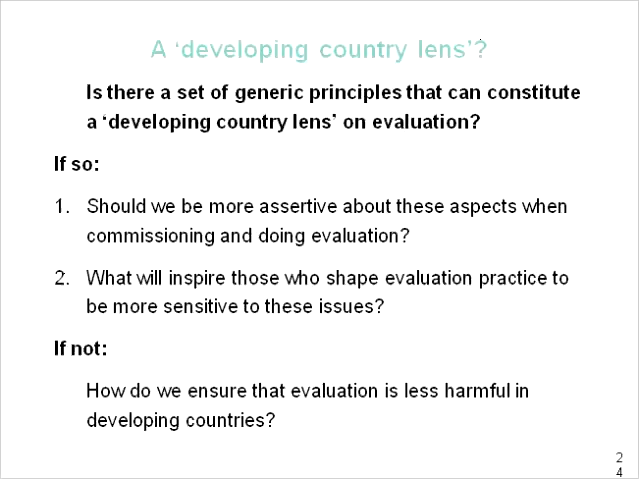 A ‘developing country lens’?
Is there a set of generic principles that can constitute
a ‘developing country lens’ on evaluation?
If so:
1. Should we be more assertive about these aspects when
commissioning and doing evaluation?
2. What will inspire those who shape evaluation practice to
be more sensitive to these issues?
If not:
How do we ensure that evaluation is less harmful in
developing countries?
2
4